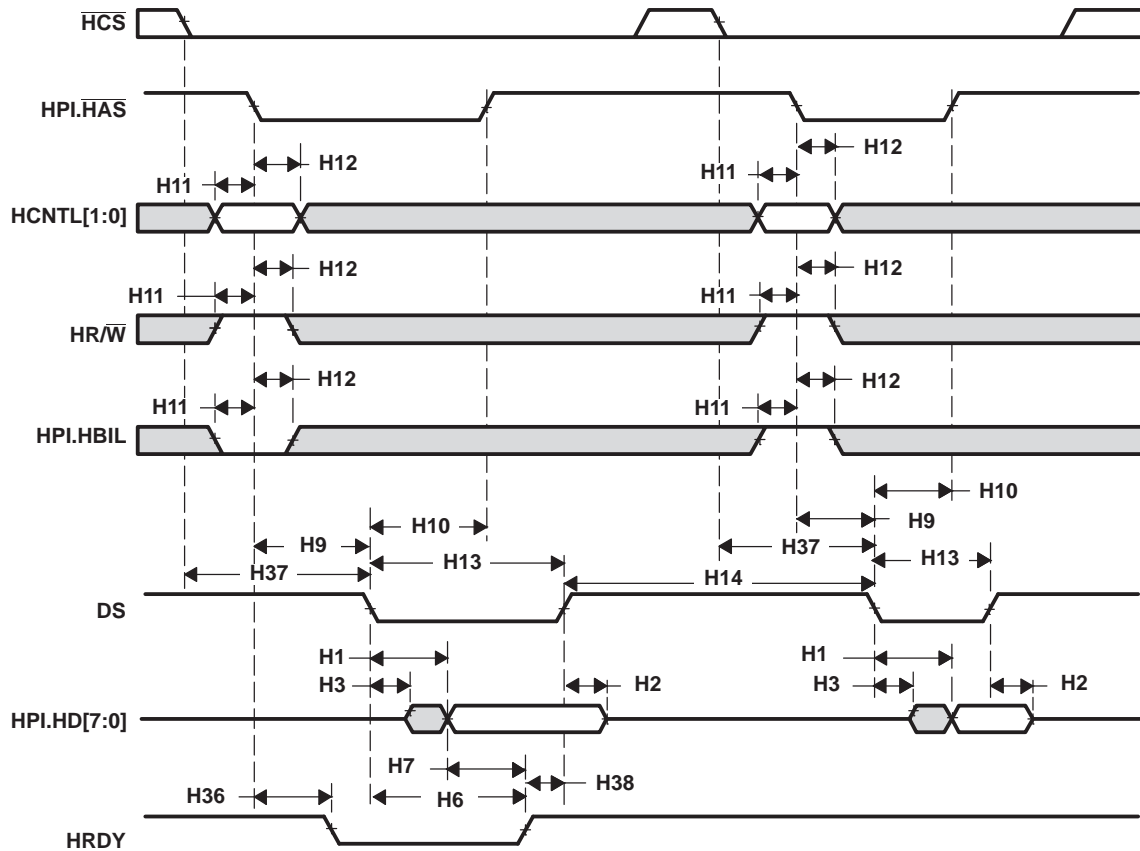 HCS
HPI.HAS
H12 H12
H11 H11
HCNTL[1:0]
H12 H12
H11 H11
HR/W
H12 H12
H11 H11
HPI.HBIL
H10
H10 H9
H9 H37
H37 H13 H14 H13
DS
H1 H1
H3 H2 H3 H2
HPI.HD[7:0]
H7 H38
H36 H6
HRDY